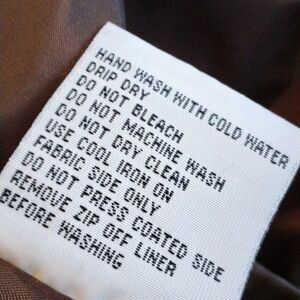 HAND WASH WITH COLD WATER
DRIP DRY
DO NOT BLEACH
DO NOT MACHINE WASH
DO NOT DRY CLEAN
USE COOL IRON ON
FABRIC SIDE ONLY
DO NOT PRESS COATED SIDE
REMOVE ZIP OFF LINER
BEFORE WASHING